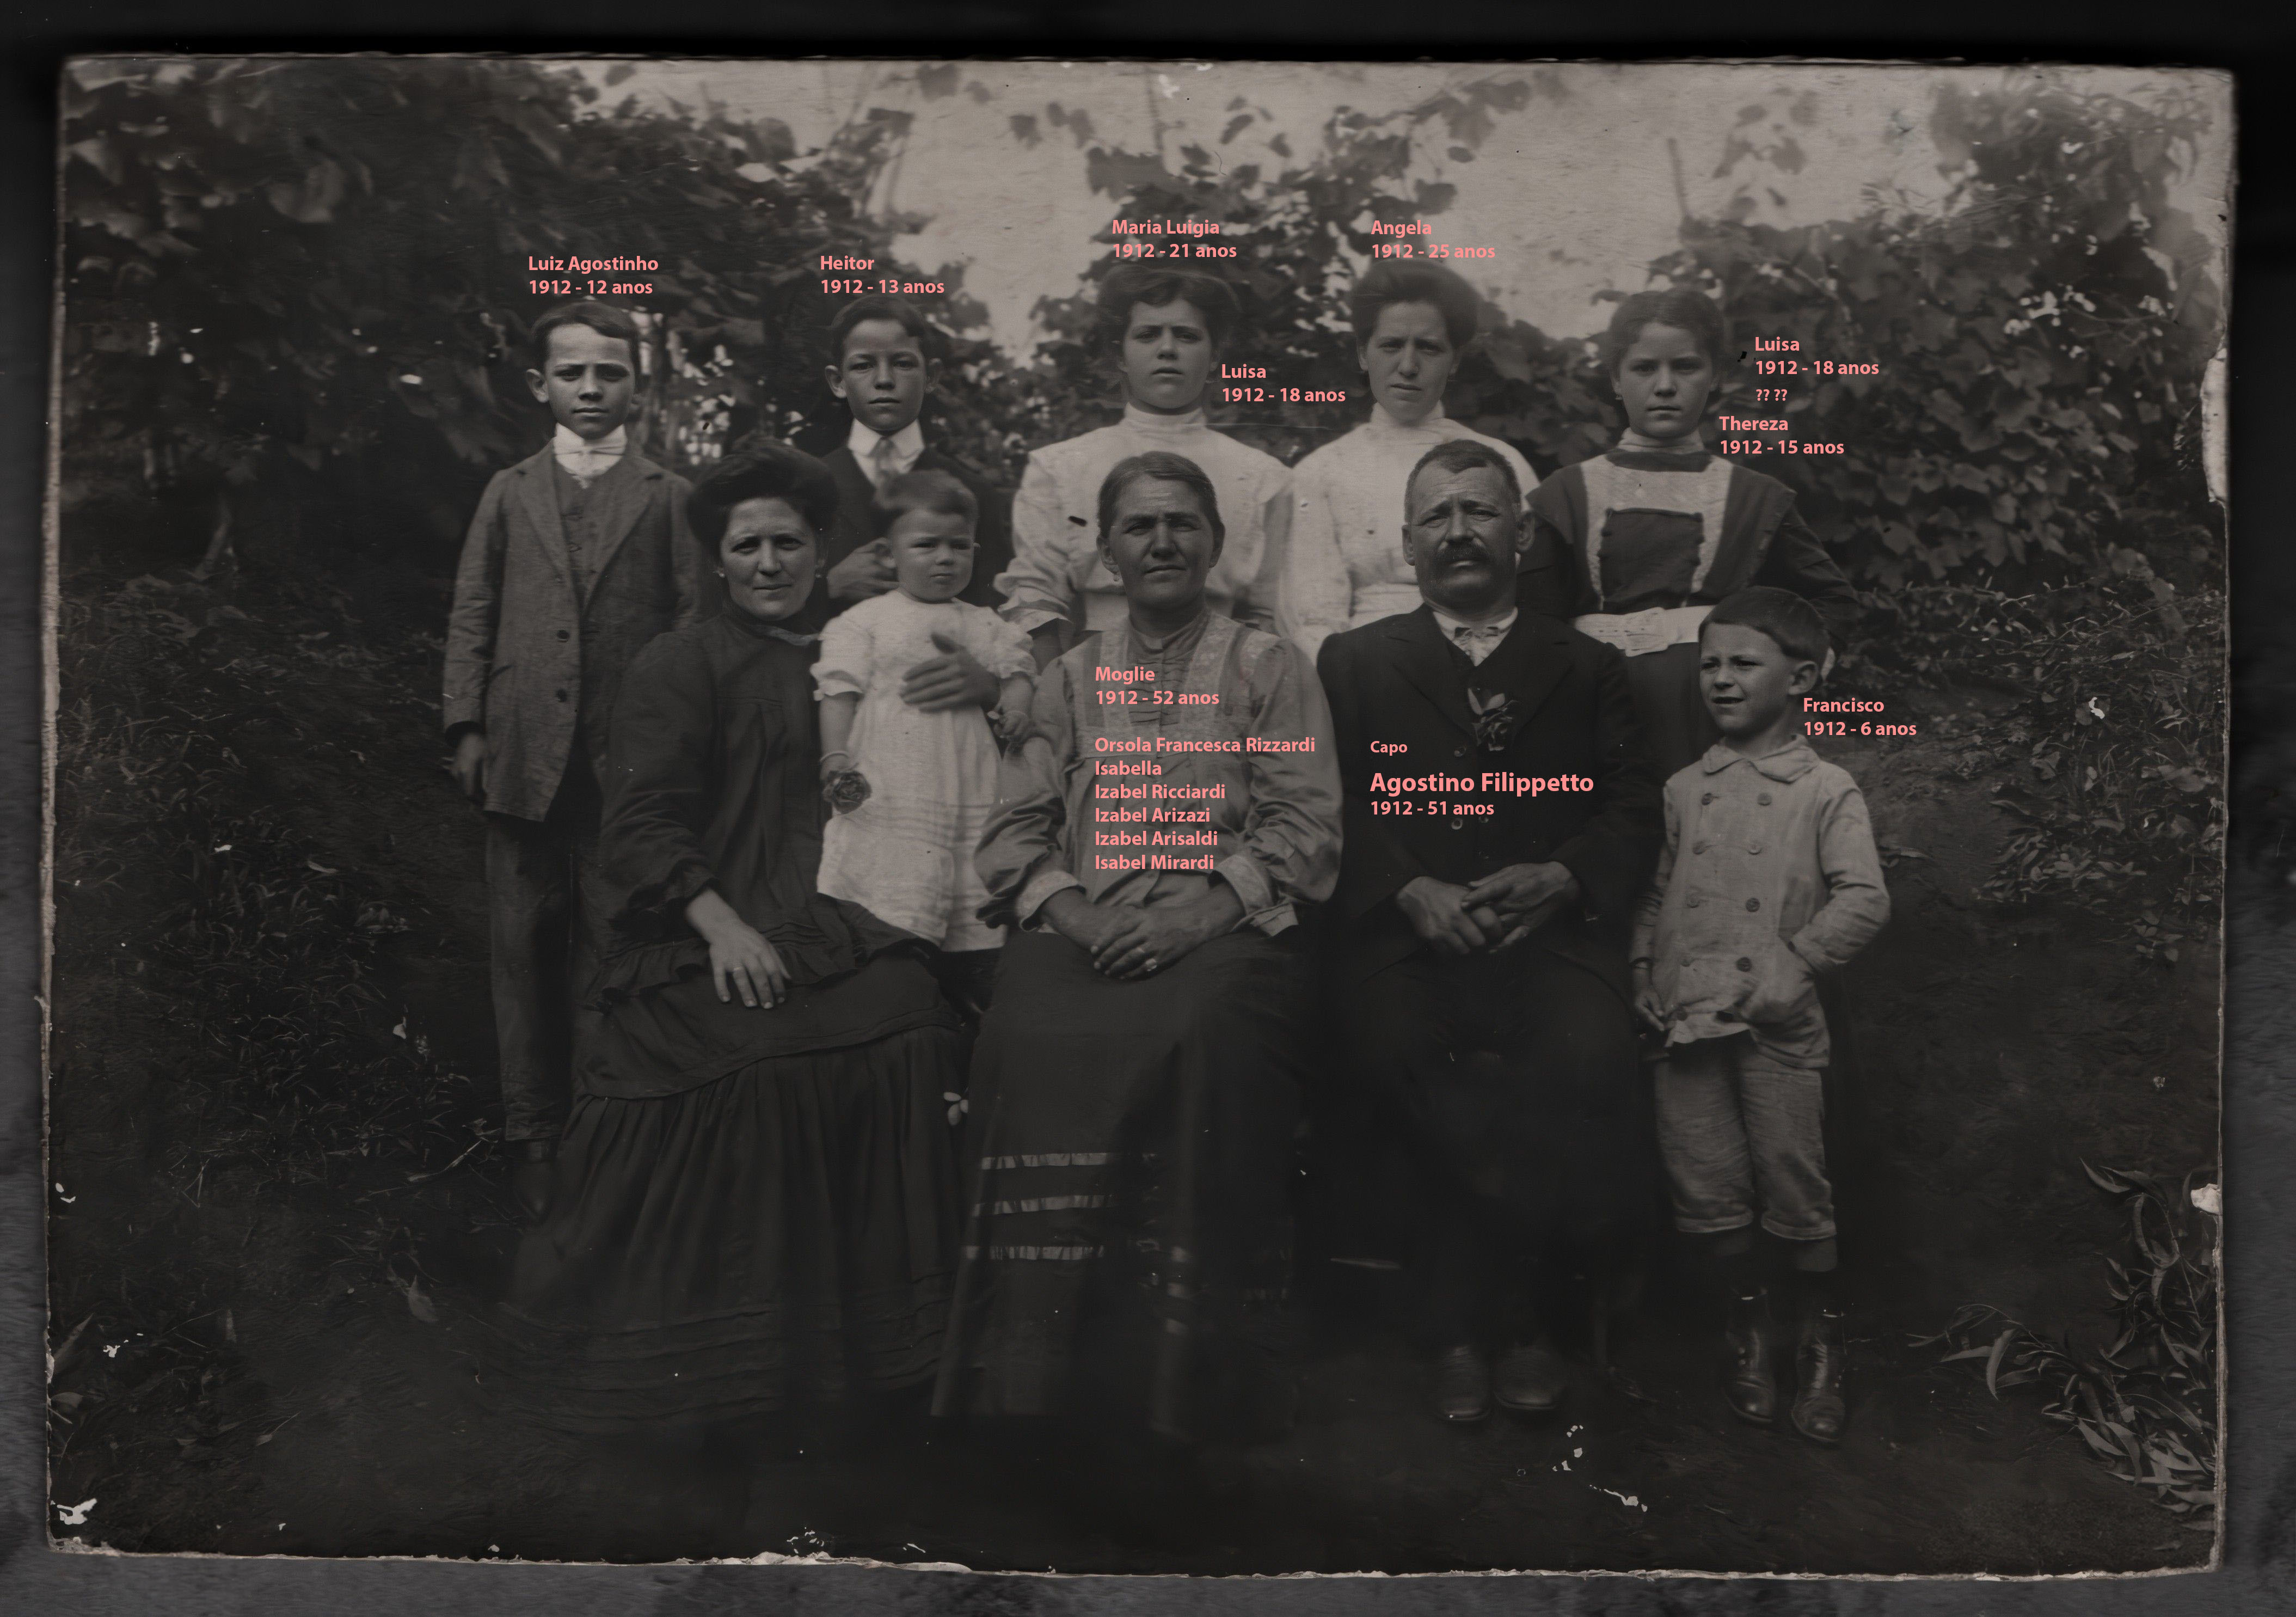 Maria Luigia
1912 - 21 anos
Angela
1912 - 25 anos
Luiz Agostinho
1912 - 12 anos
Heitor
1912 - 13 anos
Luisa
1912 - 18 anos
Luisa
1912 - 18 anos
?? ??
Thereza
1912 - 15 anos
Moglie
1912 - 52 anos
Orsola Francesca Rizzardi
Isabella
Izabel Ricciardi
Izabel Arizazi
Izabel Arisaldi
Isabel Mirardi
Capo
Agostino Filippetto
1912 - 51 anos
Francisco
1912 - 6 anos